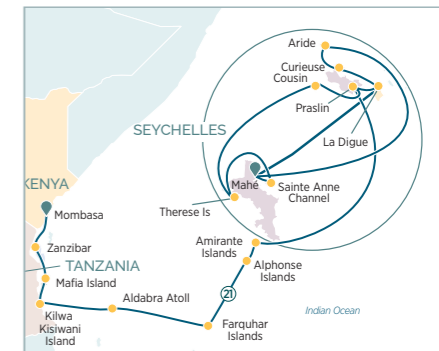 Aride
Curieuse
Cousin
Praslin
SEYCHELLES
La Digue
KENYA
Mahé
Sainte Anne
Channel
Therese Is
Mombasa
Amirante
Islands
Zanzibar
Alphonse
Islands
TANZANIA
Mafia Island
Aldabra Atoll
21
Kilwa
Kisiwani
Island
Farquhar
Islands
Indian Ocean